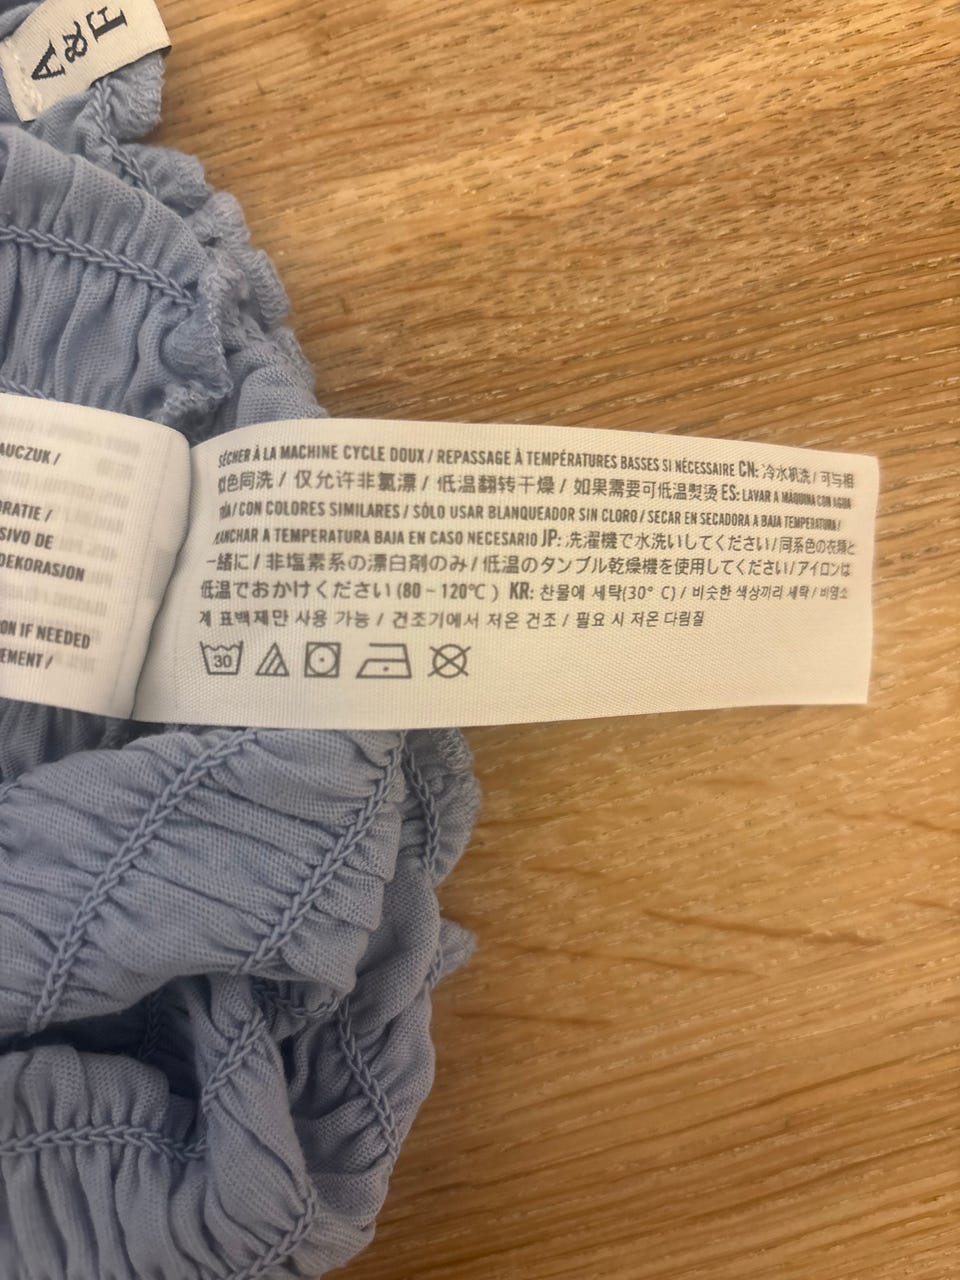 A&F
AUCZUK /
ORATIE /
SIVO DE
DEKORASJON
ON IF NEEDED
EMENT /
SÉCHER À LA MACHINE CYCLE DOUX / REPASSAGE À TEMPÉRATURES BASSES SI NÉCESSAIRE CN: 冷水机洗 / 可与相
似色同洗 / 仅允许非氯漂 / 低温翻转干燥 / 如果需要可低温熨烫 ES: LAVAR A MÁQUINA CON AGUA
FRÍA / CON COLORES SIMILARES / SÓLO USAR BLANQUEADOR SIN CLORO / SECAR EN SECADORA A BAJA TEMPERATURA /
PLANCHAR A TEMPERATURA BAJA EN CASO NECESARIO JP: 洗濯機で水洗いしてください / 同系色の衣類と
一緒に / 非塩素系の漂白剤のみ / 低温のタンブル乾燥機を使用してください / アイロンは
低温でおかけください (80 ~ 120℃ ) KR: 찬물에 세탁(30° C) / 비슷한 색상끼리 세탁 / 비염소
계 표백제만 사용 가능 / 건조기에서 저온 건조 / 필요 시 저온 다림질
30